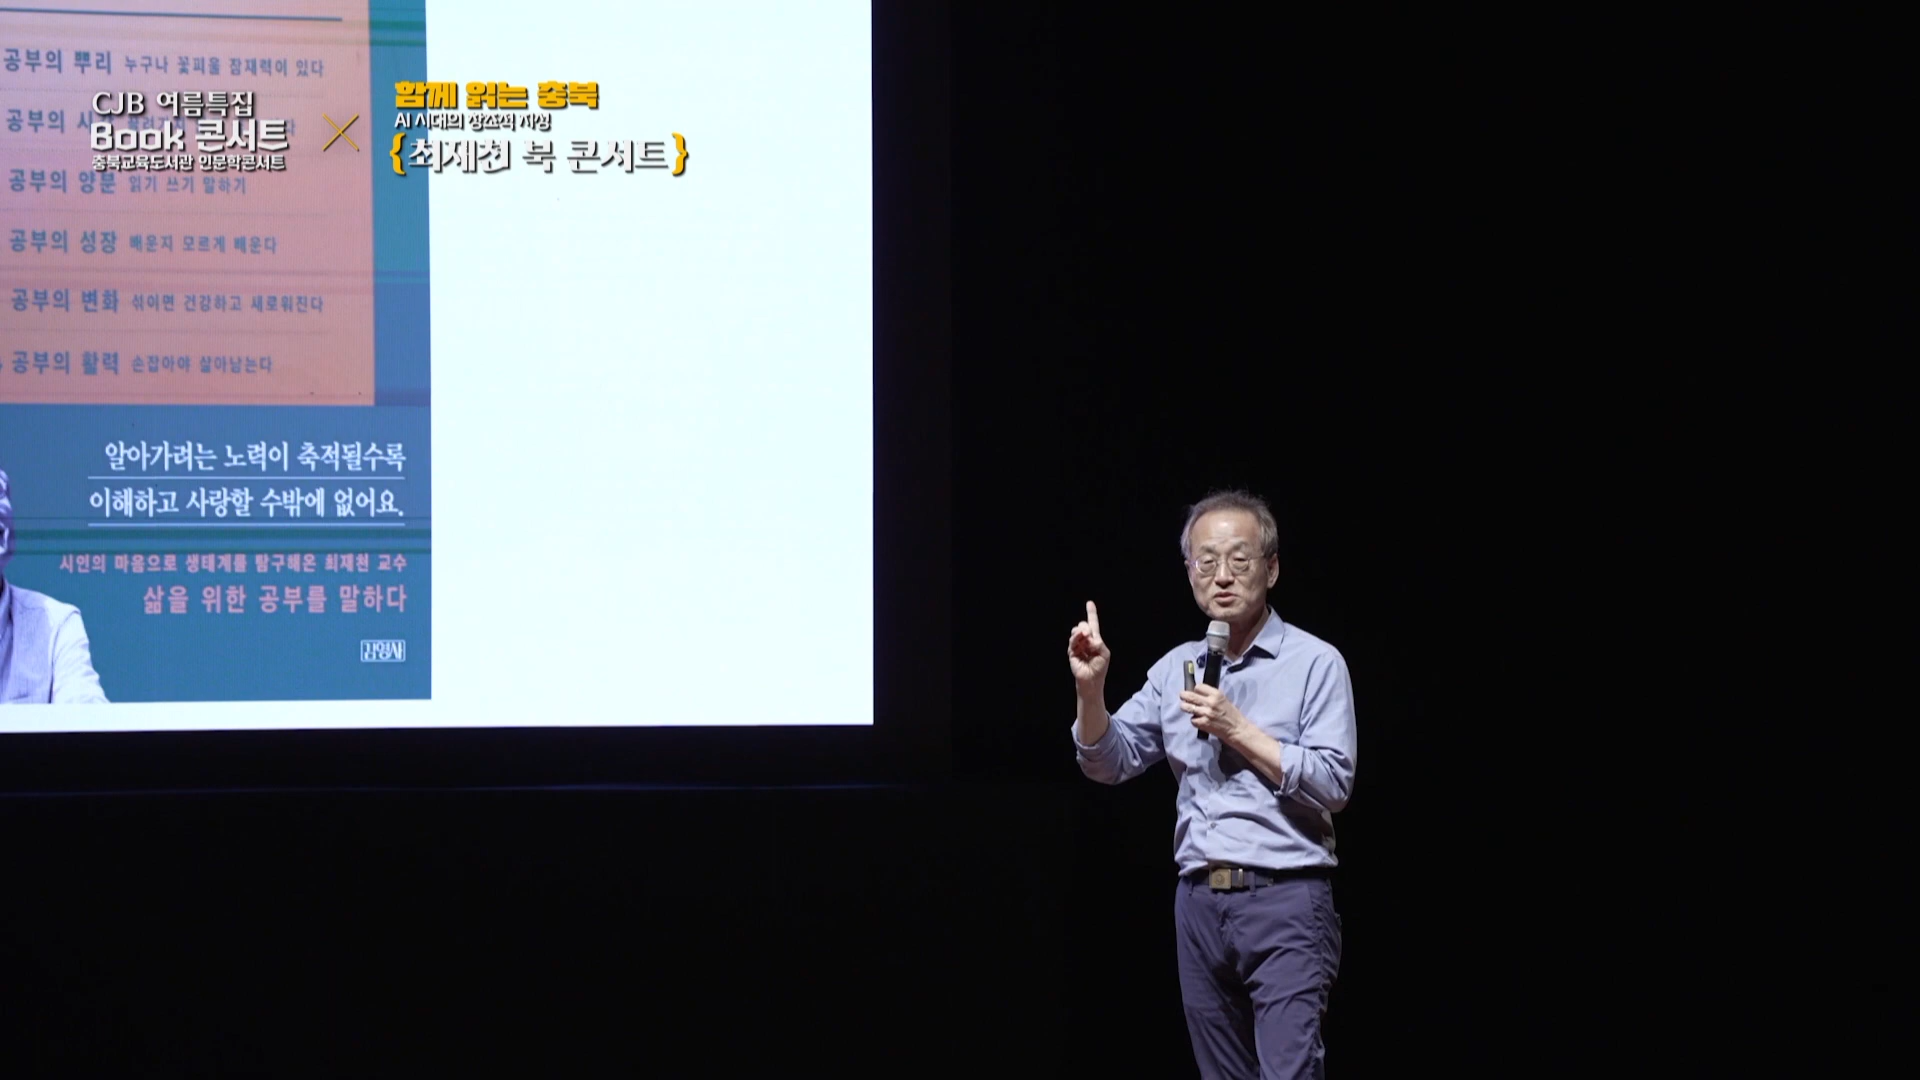 CJB 여름특집
Book 콘서트
충북교육도서관 인문학콘서트
함께 읽는 충북
AI 시대의 창조적 지성
{최재천 북 콘서트}
공부의 뿌리 누구나 꽃피울 잠재력이 있다
공부의
공부의 양분 읽기 쓰기 말하기
공부의 성장 배운지 모르게 배운다
공부의 변화 섞이면 건강하고 새로워진다
공부의 활력 손잡아야 살아남는다
알아가려는 노력이 축적될수록
이해하고 사랑할 수밖에 없어요.
시인의 마음으로 생태계를 탐구해온 최재천 교수
삶을 위한 공부를 말하다
김영사